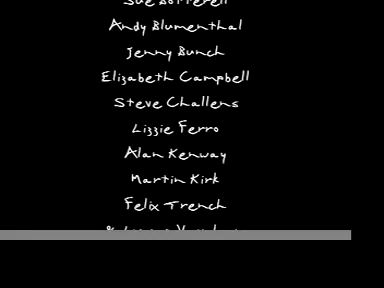 Andy Blumenthal
Jenny Bunch
Elizabeth Campbell
Steve Challens
Lizzie Ferro
Alan Kenway
Martin Kirk
Felix Trench